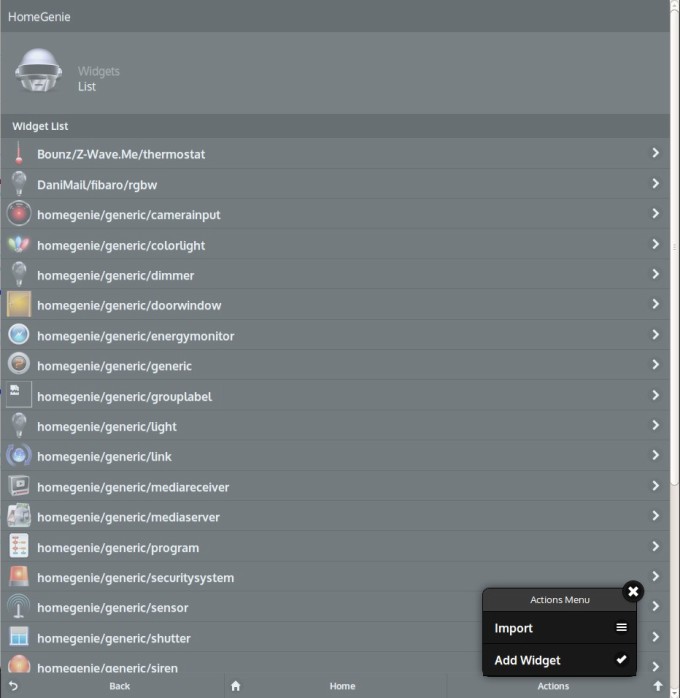 HomeGenie
Widgets
List
Widget List
Bounz/Z-Wave.Me/thermostat
DaniMail/fibaro/rgbw
homegenie/generic/camerainput
homegenie/generic/colorlight
homegenie/generic/dimmer
homegenie/generic/doorwindow
homegenie/generic/energymonitor
homegenie/generic/generic
homegenie/generic/grouplabel
homegenie/generic/light
homegenie/generic/link
homegenie/generic/mediareceiver
homegenie/generic/mediaserver
homegenie/generic/program
homegenie/generic/securitysystem
homegenie/generic/sensor
homegenie/generic/shutter
homegenie/generic/siren
Actions Menu
Import
Add Widget
Back
Home
Actions